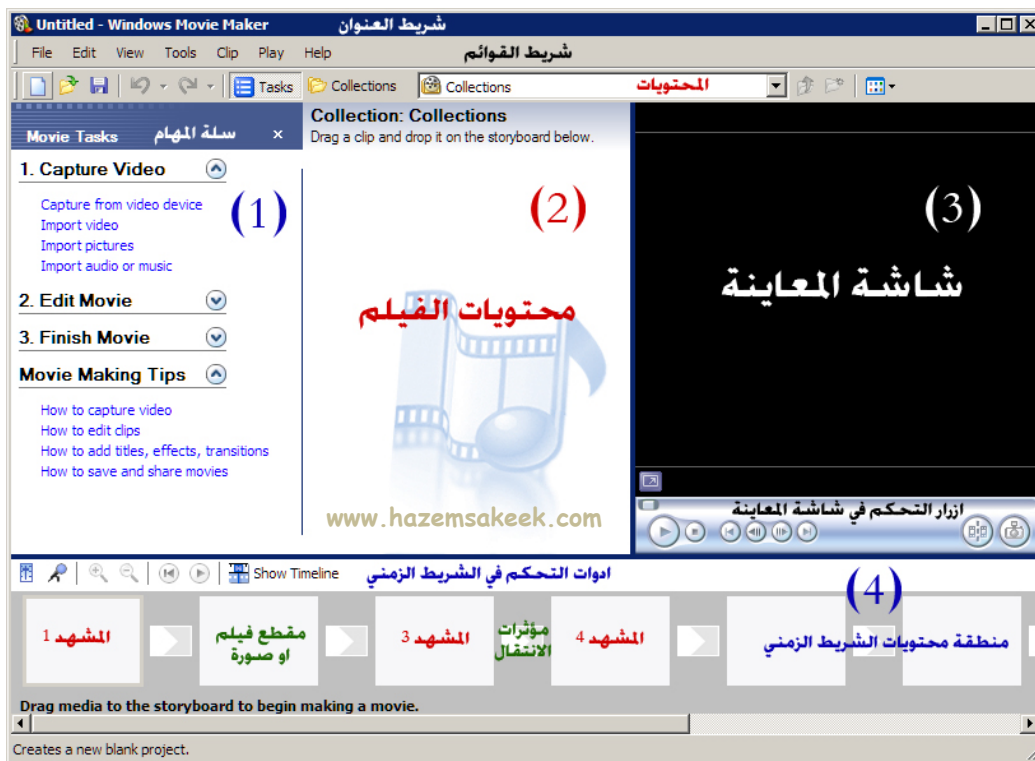 Untitled - Windows Movie Maker شريط العنوان
File Edit View Tools Clip Play Help شريط القوائم
Tasks Collections Collections المحتويات
Movie Tasks سلة المهام
Collection: Collections
Drag a clip and drop it on the storyboard below.
1. Capture Video
Capture from video device
Import video
Import pictures
Import audio or music
(1)
2. Edit Movie
3. Finish Movie
Movie Making Tips
How to capture video
How to edit clips
How to add titles, effects, transitions
How to save and share movies
(2)
محتويات الفيلم
www.hazemsakeek.com
(3)
شاشة المعاينة
ازرار التحكم في شاشة المعاينة
Show Timeline ادوات التحكم في الشريط الزمني
(4)
المشهد 1
مقطع فيلم
او صورة
المشهد 3
مؤثرات
الانتقال
المشهد 4
منطقة محتويات الشريط الزمني
Drag media to the storyboard to begin making a movie.
Creates a new blank project.